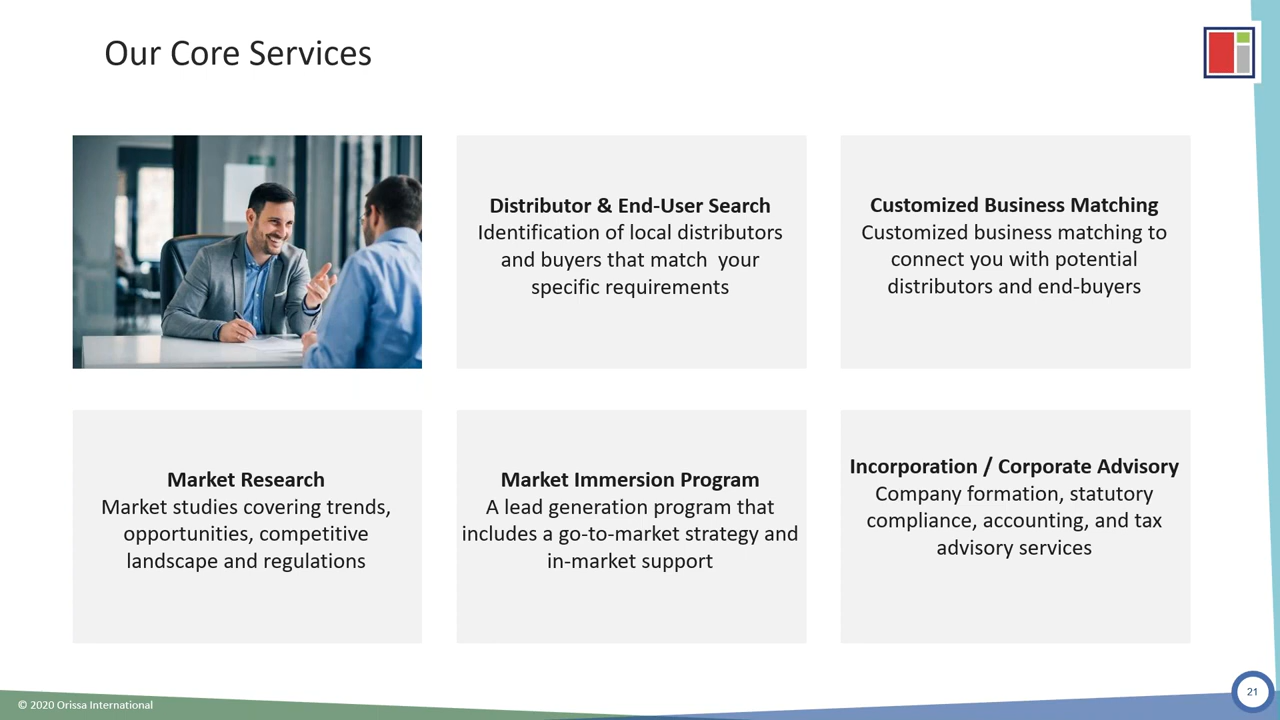 Our Core Services
Distributor & End-User Search
Identification of local distributors
and buyers that match your
specific requirements
Customized Business Matching
Customized business matching to
connect you with potential
distributors and end-buyers
Market Research
Market studies covering trends,
opportunities, competitive
landscape and regulations
Market Immersion Program
A lead generation program that
includes a go-to-market strategy and
in-market support
Incorporation / Corporate Advisory
Company formation, statutory
compliance, accounting, and tax
advisory services
© 2020 Orissa International
21